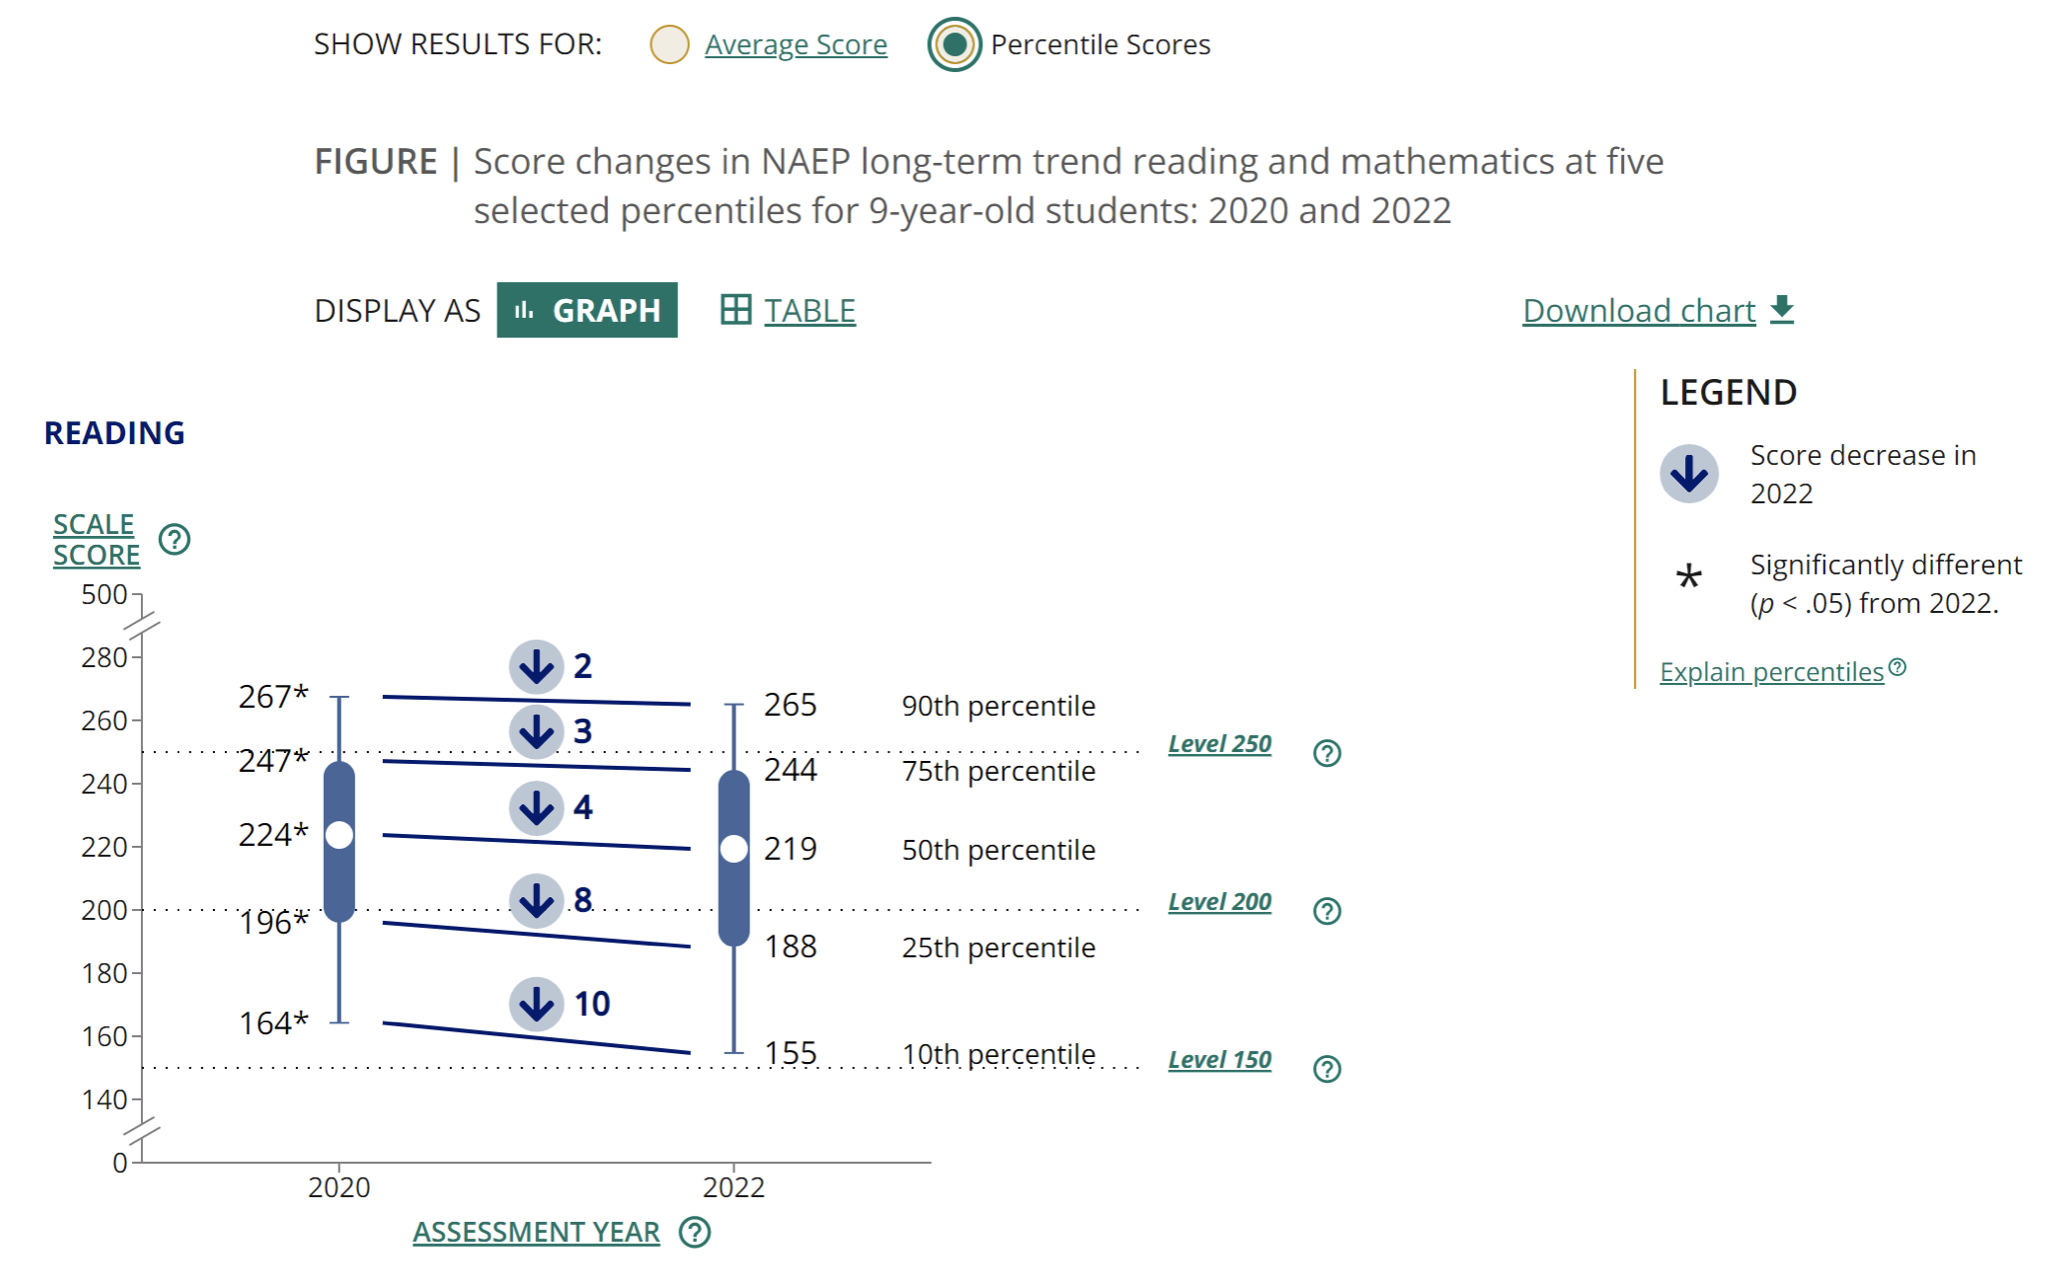 SHOW RESULTS FOR: Average Score Percentile Scores
FIGURE | Score changes in NAEP long-term trend reading and mathematics at five
selected percentiles for 9-year-old students: 2020 and 2022
DISPLAY AS GRAPH TABLE Download chart
LEGEND
Score decrease in
2022
*
Significantly different
(p < .05) from 2022.
Explain percentiles ?
READING
SCALE
SCORE ?
500
280
260
240
220
200
180
160
140
0
267*
247*
224*
196*
164*
2
3
4
8
10
265 90th percentile
244 75th percentile
219 50th percentile
188 25th percentile
155 10th percentile
Level 250 ?
Level 200 ?
Level 150 ?
2020 2022
ASSESSMENT YEAR ?